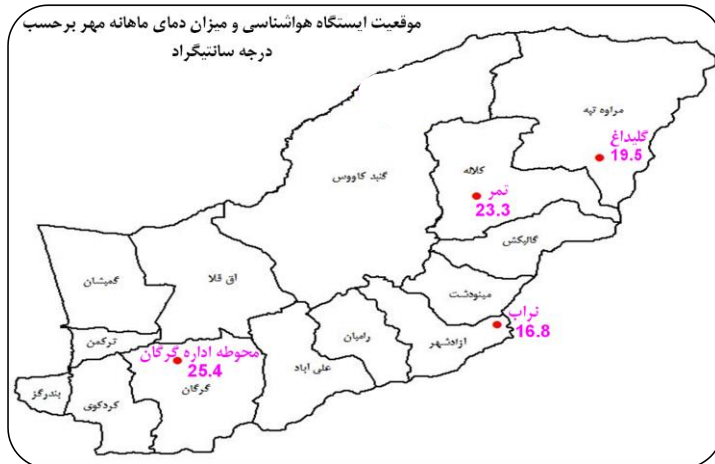 موقعیت ایستگاه هواشناسی و میزان دمای ماهانه مهر برحسب
درجه سانتیگراد
مراوه تپه
گلیداغ
19.5
کلاله
تمر
23.3
گنبد کاووس
گالیکش
مینودشت
تراب
16.8
ازادشهر
رامیان
علی اباد
اق قلا
گمیشان
ترکمن
محوطه اداره گرگان
25.4
گرگان
کردکوی
بندرگز